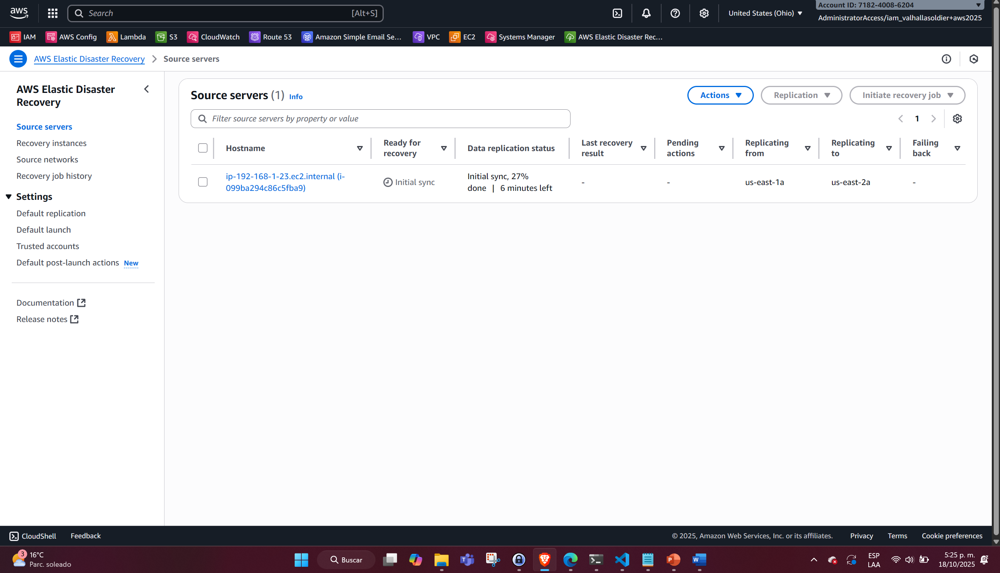 aws
Search
[Alt+S]
United States (Ohio)
Account ID: 7182-4008-6204
AdministratorAccess/iam_valhallasoldier+aws2025
IAM
AWS Config
Lambda
S3
CloudWatch
Route 53
Amazon Simple Email Se...
VPC
EC2
Systems Manager
AWS Elastic Disaster Rec...
AWS Elastic Disaster Recovery
Source servers
AWS Elastic Disaster
Recovery
Source servers
Recovery instances
Source networks
Recovery job history
Settings
Default replication
Default launch
Trusted accounts
Default post-launch actions New
Documentation
Release notes
Source servers (1) Info
Actions
Replication
Initiate recovery job
Filter source servers by property or value
1
Hostname
Ready for
recovery
Data replication status
Last recovery
result
Pending
actions
Replicating
from
Replicating
to
Failing
back
ip-192-168-1-23.ec2.internal (i-
099ba294c86c5fba9)
Initial sync
Initial sync, 27%
done | 6 minutes left
-
-
us-east-1a
us-east-2a
-
CloudShell
Feedback
© 2025, Amazon Web Services, Inc. or its affiliates.
Privacy
Terms
Cookie preferences
3
16°C
Parc. soleado
Buscar
ESP
LAA
5:25 p. m.
18/10/2025